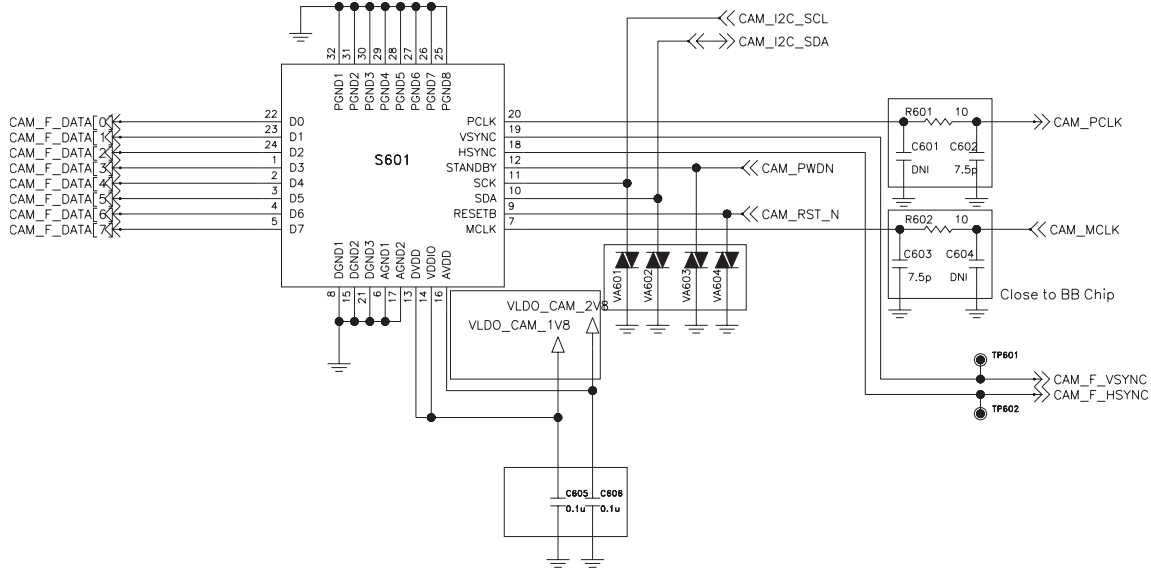 CAM_I2C_SCL
CAM_I2C_SDA
32 31 30 29 28 27 26 25
PGND1 PGND2 PGND3 PGND4 PGND5 PGND6 PGND7 PGND8
S601
CAM_F_DATA[0] 22 D0
CAM_F_DATA[1] 23 D1
CAM_F_DATA[2] 24 D2
CAM_F_DATA[3] 1 D3
CAM_F_DATA[4] 2 D4
CAM_F_DATA[5] 3 D5
CAM_F_DATA[6] 4 D6
CAM_F_DATA[7] 5 D7
PCLK 20
VSYNC 19
HSYNC 18
STANDBY 12
SCK 11
SDA 10
RESETB 9
MCLK 7
CAM_PWDN
CAM_RST_N
R601 10
C601 C602
DNI 7.5p
CAM_PCLK
R602 10
C603 C604
7.5p DNI
CAM_MCLK
Close to BB Chip
DGND1 DGND2 DGND3 AGND1 AGND2 DVDD VDDIO AVDD
8 15 21 6 17 13 14 16
VA601 VA602 VA603 VA604
VLDO_CAM_2V8
VLDO_CAM_1V8
TP601
CAM_F_VSYNC
CAM_F_HSYNC
TP602
C605 C606
0.1u 0.1u